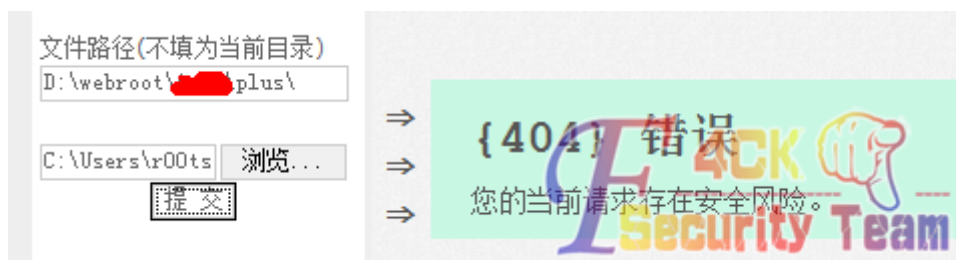 文件路径(不填为当前目录)
D:\webroot\ plus\
C:\Users\r00ts 浏览...
提 交
⇒
⇒
⇒
{404} 错误
您的当前请求存在安全风险。
F4CK
Security Team